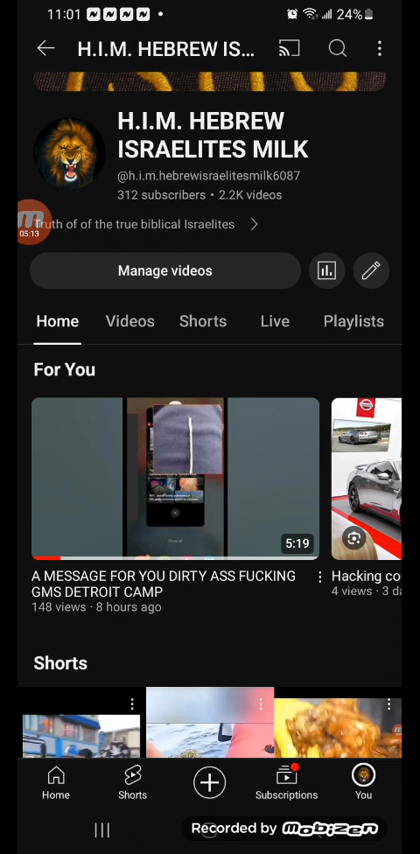 11:01
24%
H.I.M. HEBREW IS...
H.I.M. HEBREW
ISRAELITES MILK
@h.i.m.hebrewisraelitesmilk6087
312 subscribers • 2.2K videos
05:13
Truth of of the true biblical Israelites
Manage videos
Home Videos Shorts Live Playlists
For You
5:19
A MESSAGE FOR YOU DIRTY ASS FUCKING
GMS DETROIT CAMP
148 views · 8 hours ago
Hacking co
4 views · 3 da
Shorts
Home Shorts Subscriptions You
Recorded by mobizen